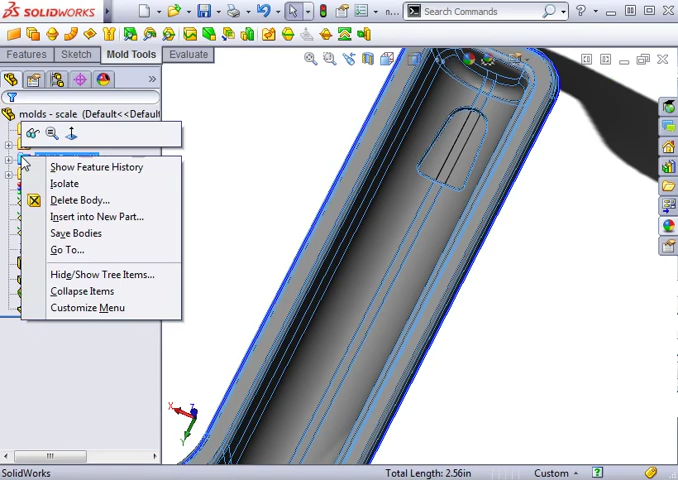 SOLIDWORKS
n...
Search Commands
?
Features
Sketch
Mold Tools
Evaluate
»
molds - scale (Default<<Default
Show Feature History
Isolate
Delete Body...
Insert into New Part...
Save Bodies
Go To...
Hide/Show Tree Items...
Collapse Items
Customize Menu
X
Z
Y
SolidWorks
Total Length: 2.56in
Custom
?